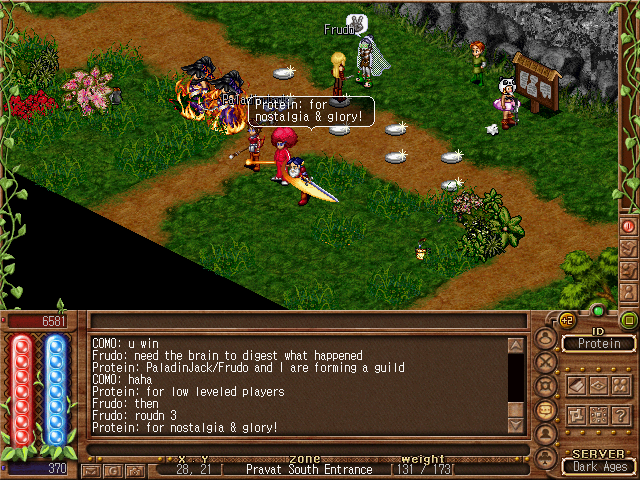 Frudo
Protein: for
nostalgia & glory!
6581
COMO: u win
Frudo: need the brain to digest what happened
Protein: PaladinJack/Frudo and I are forming a guild
COMO: haha
Protein: for low leveled players
Frudo: then
Frudo: roudn 3
Protein: for nostalgia & glory!
370
x y zone weight
28, 21 [ Pravat South Entrance [131 / 173[
+2
ID
Protein
SERVER
Dark Ages